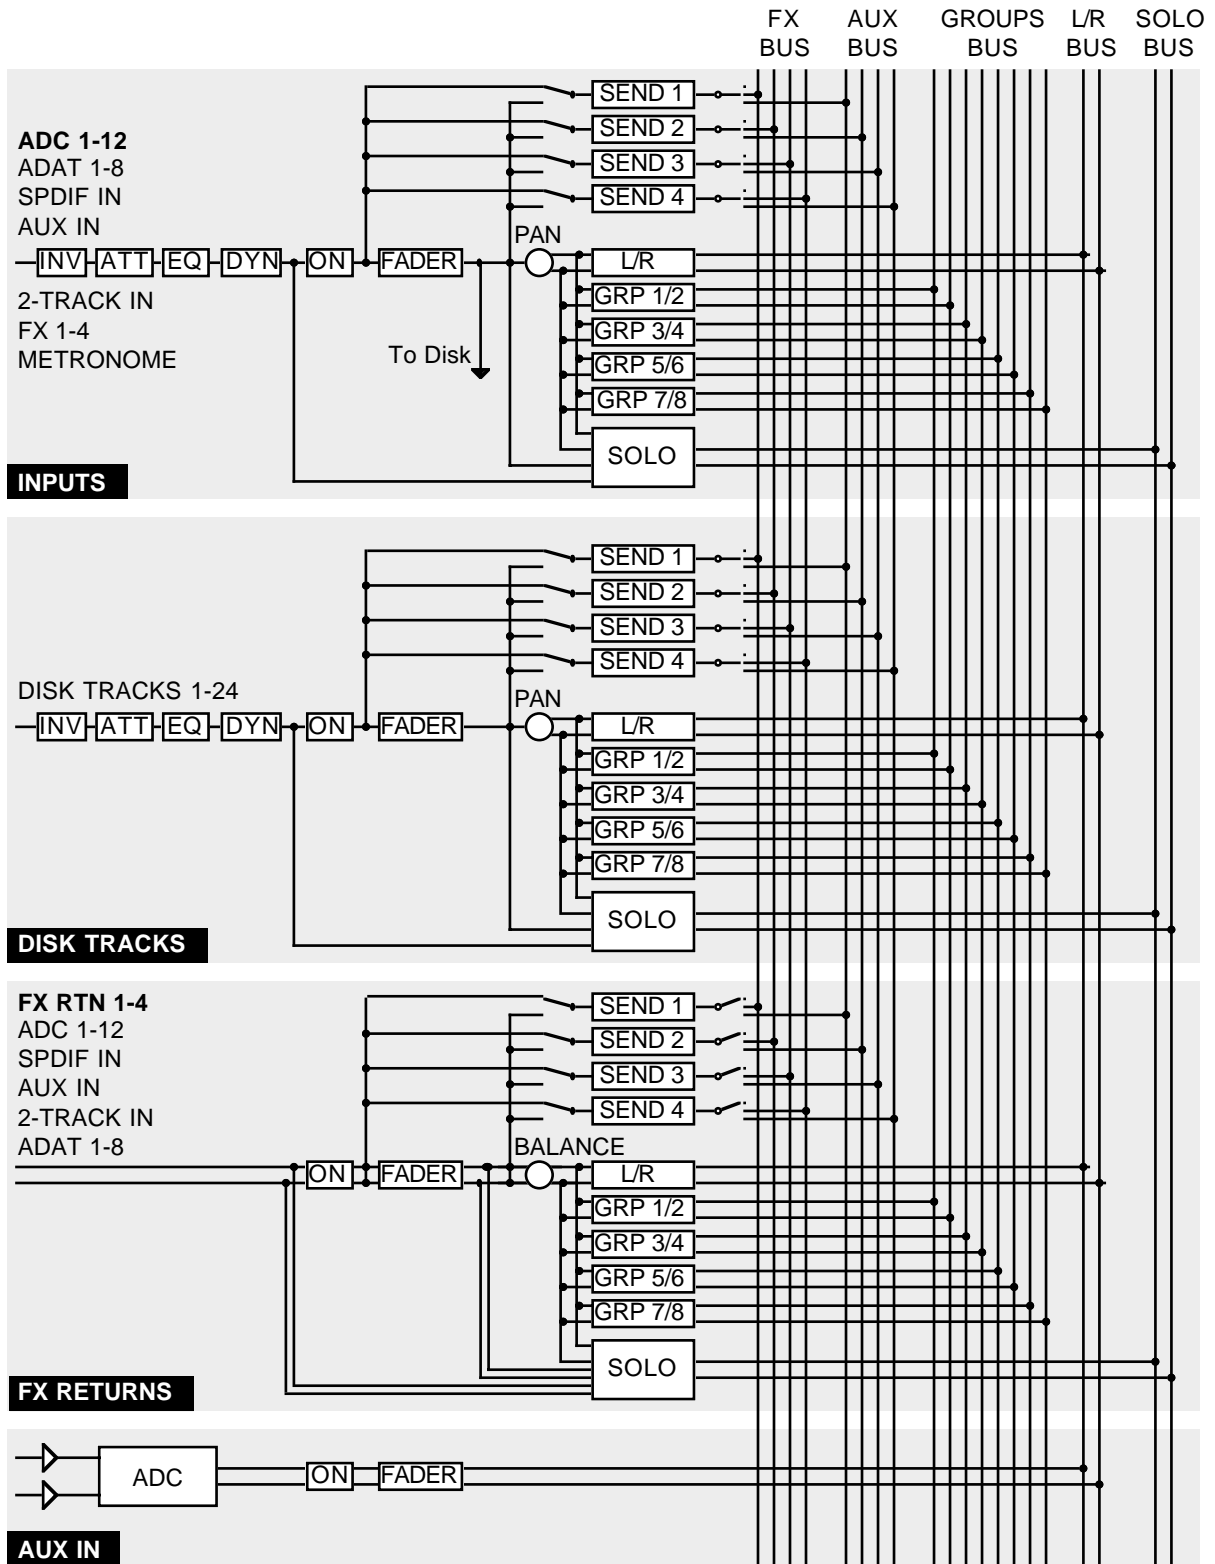 FX BUS
AUX BUS
GROUPS BUS
L/R BUS
SOLO BUS
ADC 1-12
ADAT 1-8
SPDIF IN
AUX IN
INV ATT EQ DYN ON FADER
2-TRACK IN
FX 1-4
METRONOME
To Disk
SEND 1
SEND 2
SEND 3
SEND 4
PAN
L/R
GRP 1/2
GRP 3/4
GRP 5/6
GRP 7/8
SOLO
INPUTS
DISK TRACKS 1-24
INV ATT EQ DYN ON FADER
SEND 1
SEND 2
SEND 3
SEND 4
PAN
L/R
GRP 1/2
GRP 3/4
GRP 5/6
GRP 7/8
SOLO
DISK TRACKS
FX RTN 1-4
ADC 1-12
SPDIF IN
AUX IN
2-TRACK IN
ADAT 1-8
ON FADER
SEND 1
SEND 2
SEND 3
SEND 4
BALANCE
L/R
GRP 1/2
GRP 3/4
GRP 5/6
GRP 7/8
SOLO
FX RETURNS
ADC ON FADER
AUX IN